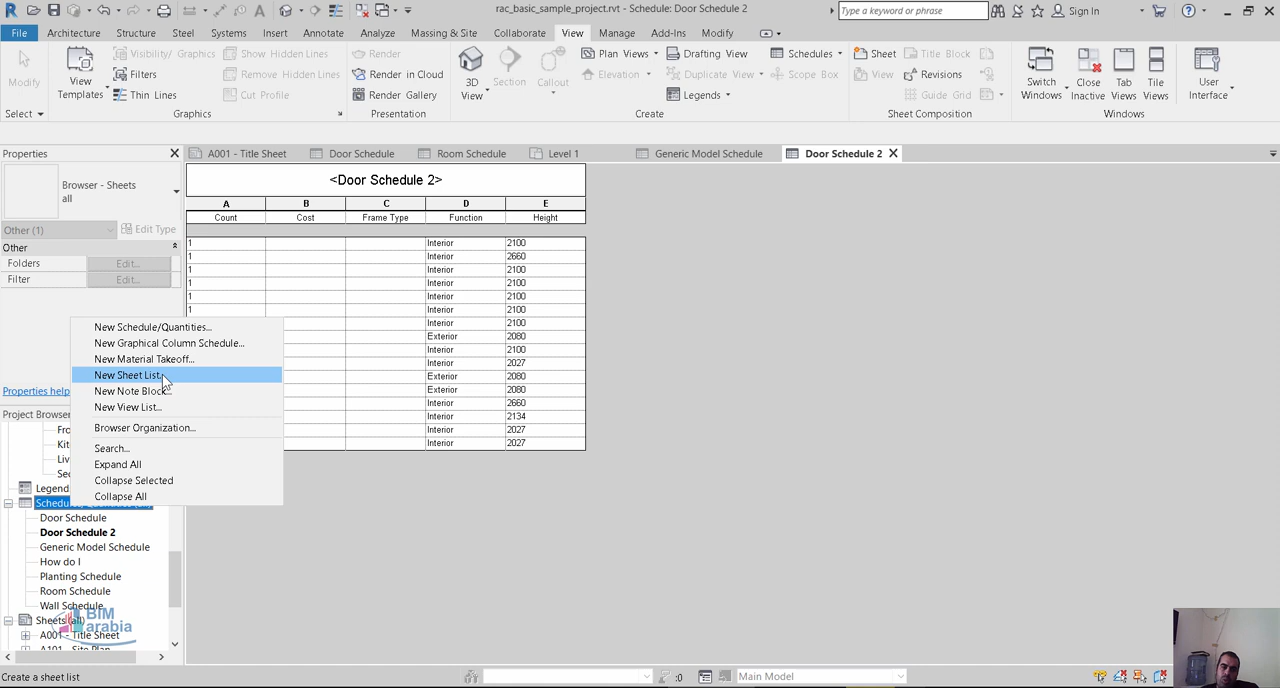 rac_basic_sample_project.rvt - Schedule: Door Schedule 2
Type a keyword or phrase
Sign In
File Architecture Structure Steel Systems Insert Annotate Analyze Massing & Site Collaborate View Manage Add-Ins Modify
Modify
View Templates
Visibility/ Graphics
Filters
Thin Lines
Show Hidden Lines
Remove Hidden Lines
Cut Profile
Render
Render in Cloud
Render Gallery
3D View
Section
Callout
Plan Views
Elevation
Drafting View
Duplicate View
Legends
Schedules
Scope Box
Sheet
View
Title Block
Revisions
Guide Grid
Switch Windows
Close Inactive
Tab Views
Tile Views
User Interface
Select
Graphics
Presentation
Create
Sheet Composition
Windows
Properties
A001 - Title Sheet
Door Schedule
Room Schedule
Level 1
Generic Model Schedule
Door Schedule 2
Browser - Sheets
all
Other (1)
Edit Type
Other
Folders Edit...
Filter Edit...
<Door Schedule 2>
A B C D E
Count Cost Frame Type Function Height
1 Interior 2100
1 Interior 2660
1 Interior 2100
1 Interior 2100
1 Interior 2100
1 Interior 2100
Interior 2100
Exterior 2080
Interior 2100
Interior 2027
Exterior 2080
Exterior 2080
Interior 2660
Interior 2134
Interior 2027
Interior 2027
New Schedule/Quantities...
New Graphical Column Schedule...
New Material Takeoff...
New Sheet List...
New Note Block...
New View List...
Browser Organization...
Search...
Expand All
Collapse Selected
Collapse All
Properties help
Project Browser
Fro
Kit
Liv
Sec
Legend
Door Schedule
Door Schedule 2
Generic Model Schedule
How do I
Planting Schedule
Room Schedule
Wall Schedule
Sheets (all)
A001 - Title Sheet
A101 - Site Plan
BIM
arabia
Create a sheet list
:0
Main Model